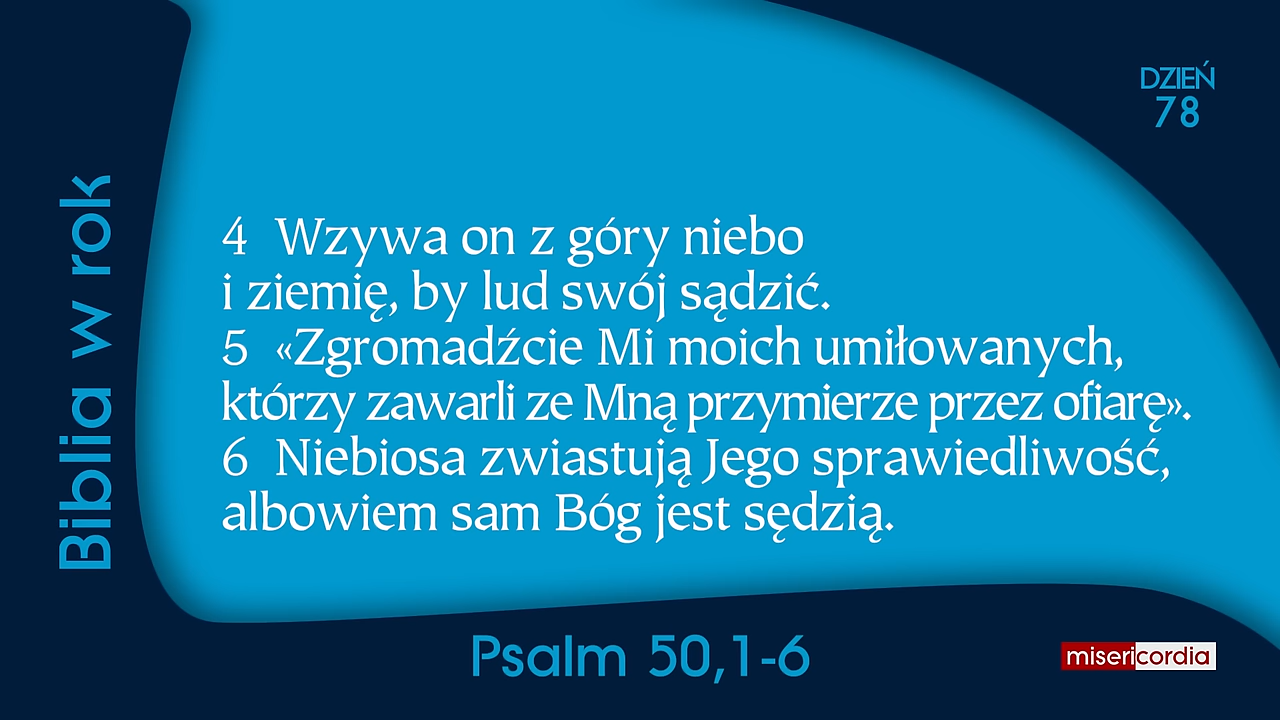 DZIEŃ
78
Biblia w rok
4 Wzywa on z góry niebo
i ziemię, by lud swój sądzić.
5 «Zgromadźcie Mi moich umiłowanych,
którzy zawarli ze Mną przymierze przez ofiarę».
6 Niebiosa zwiastują Jego sprawiedliwość,
albowiem sam Bóg jest sędzią.
Psalm 50,1-6
misericordia